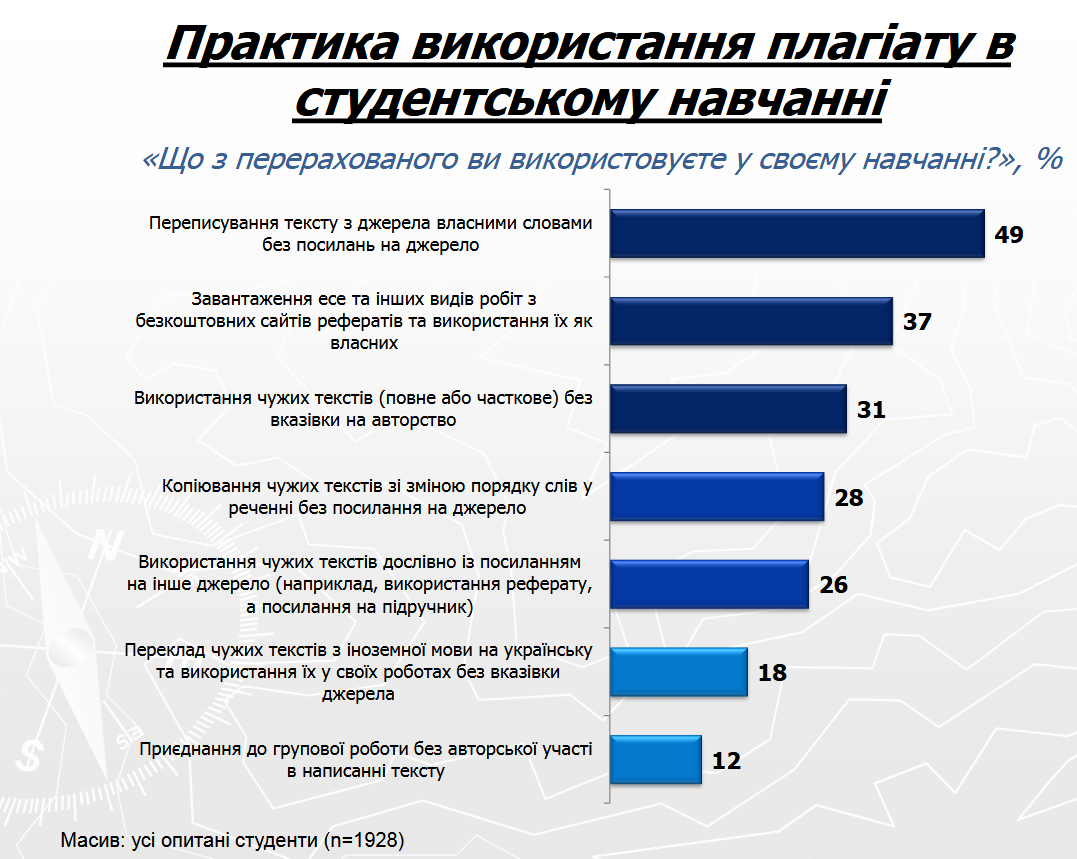 Практика використання плагіату в
студентському навчанні
«Що з перерахованого ви використовуєте у своєму навчанні?», %
Переписування тексту з джерела власними словами
без посилань на джерело
49
Завантаження есе та інших видів робіт з
безкоштовних сайтів рефератів та використання їх як
власних
37
Використання чужих текстів (повне або часткове) без
вказівки на авторство
31
Копіювання чужих текстів зі зміною порядку слів у
реченні без посилання на джерело
28
Використання чужих текстів дослівно із посиланням
на інше джерело (наприклад, використання реферату,
а посилання на підручник)
26
Переклад чужих текстів з іноземної мови на українську
та використання їх у своїх роботах без вказівки
джерела
18
Приєднання до групової роботи без авторської участі
в написанні тексту
12
N
NW
S
SE
Масив: усі опитані студенти (n=1928)